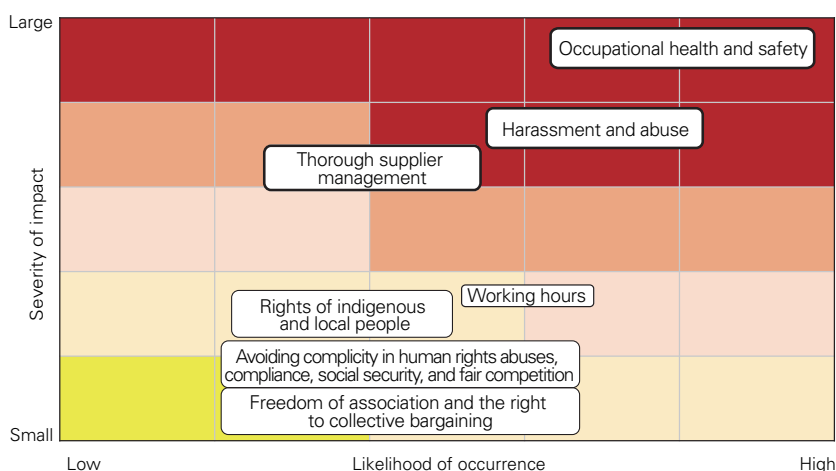 Large
Occupational health and safety
Harassment and abuse
Thorough supplier
management
Severity of impact
Working hours
Rights of indigenous
and local people
Avoiding complicity in human rights abuses,
compliance, social security, and fair competition
Freedom of association and the right
to collective bargaining
Small
Low
Likelihood of occurrence
High